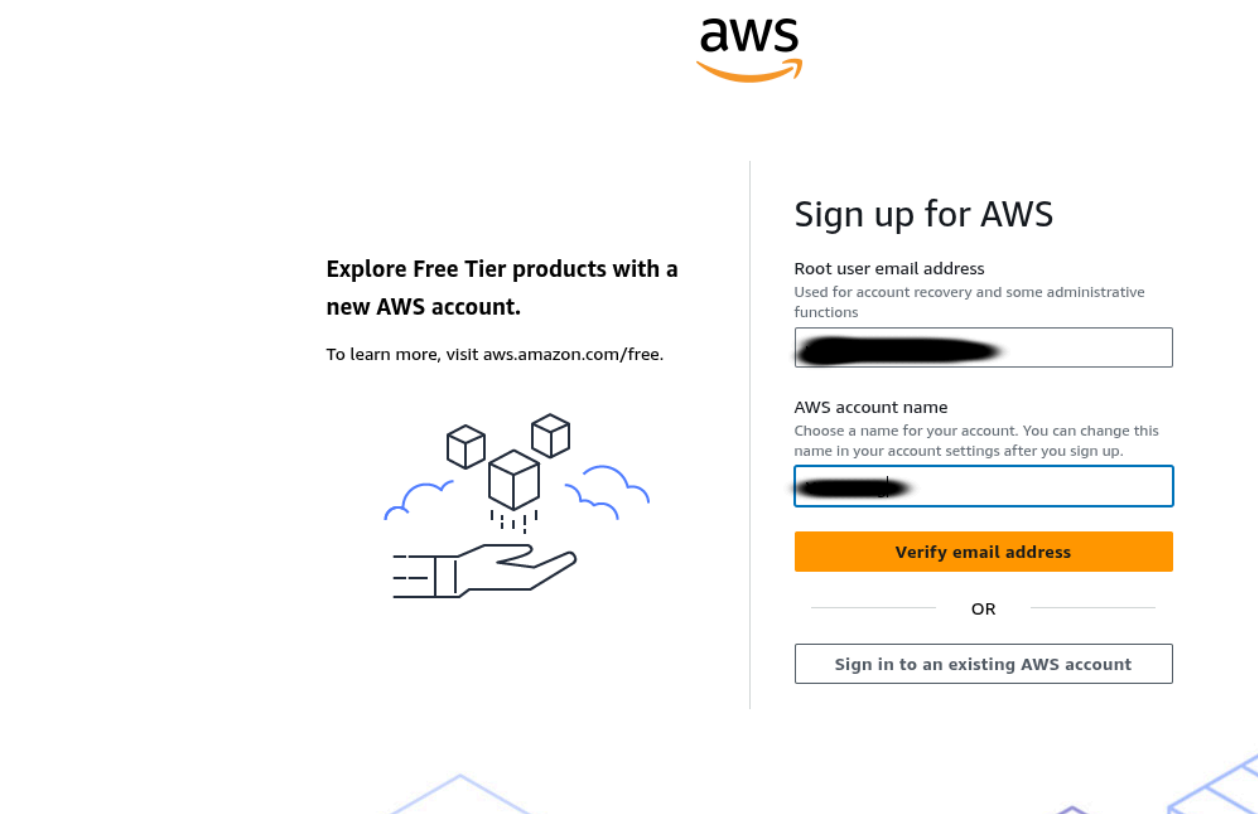 aws
Explore Free Tier products with a
new AWS account.
To learn more, visit aws.amazon.com/free.
Sign up for AWS
Root user email address
Used for account recovery and some administrative
functions
AWS account name
Choose a name for your account. You can change this
name in your account settings after you sign up.
Verify email address
OR
Sign in to an existing AWS account